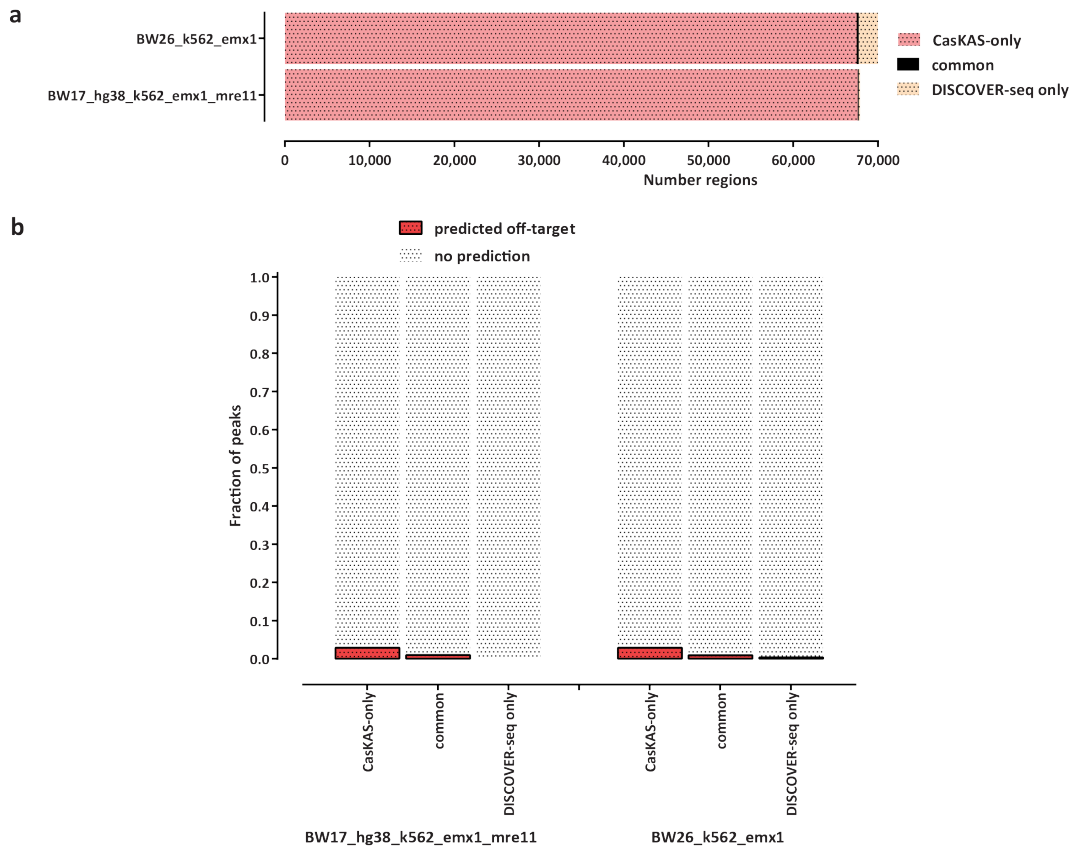 a
BW26_k562_emx1
BW17_hg38_k562_emx1_mre11
CasKAS-only
common
DISCOVER-seq only
0 10,000 20,000 30,000 40,000 50,000 60,000 70,000
Number regions
b
predicted off-target
no prediction
Fraction of peaks
1.0
0.9
0.8
0.7
0.6
0.5
0.4
0.3
0.2
0.1
0.0
CasKAS-only
common
DISCOVER-seq only
CasKAS-only
common
DISCOVER-seq only
BW17_hg38_k562_emx1_mre11
BW26_k562_emx1